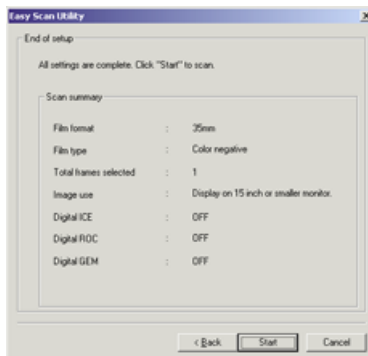 Easy Scan Utility
End of setup
All settings are complete. Click "Start" to scan.
Scan summary
Film format : 35mm
Film type : Color negative
Total frames selected : 1
Image use : Display on 15 inch or smaller monitor.
Digital ICE : OFF
Digital ROC : OFF
Digital GEM : OFF
< Back Start Cancel